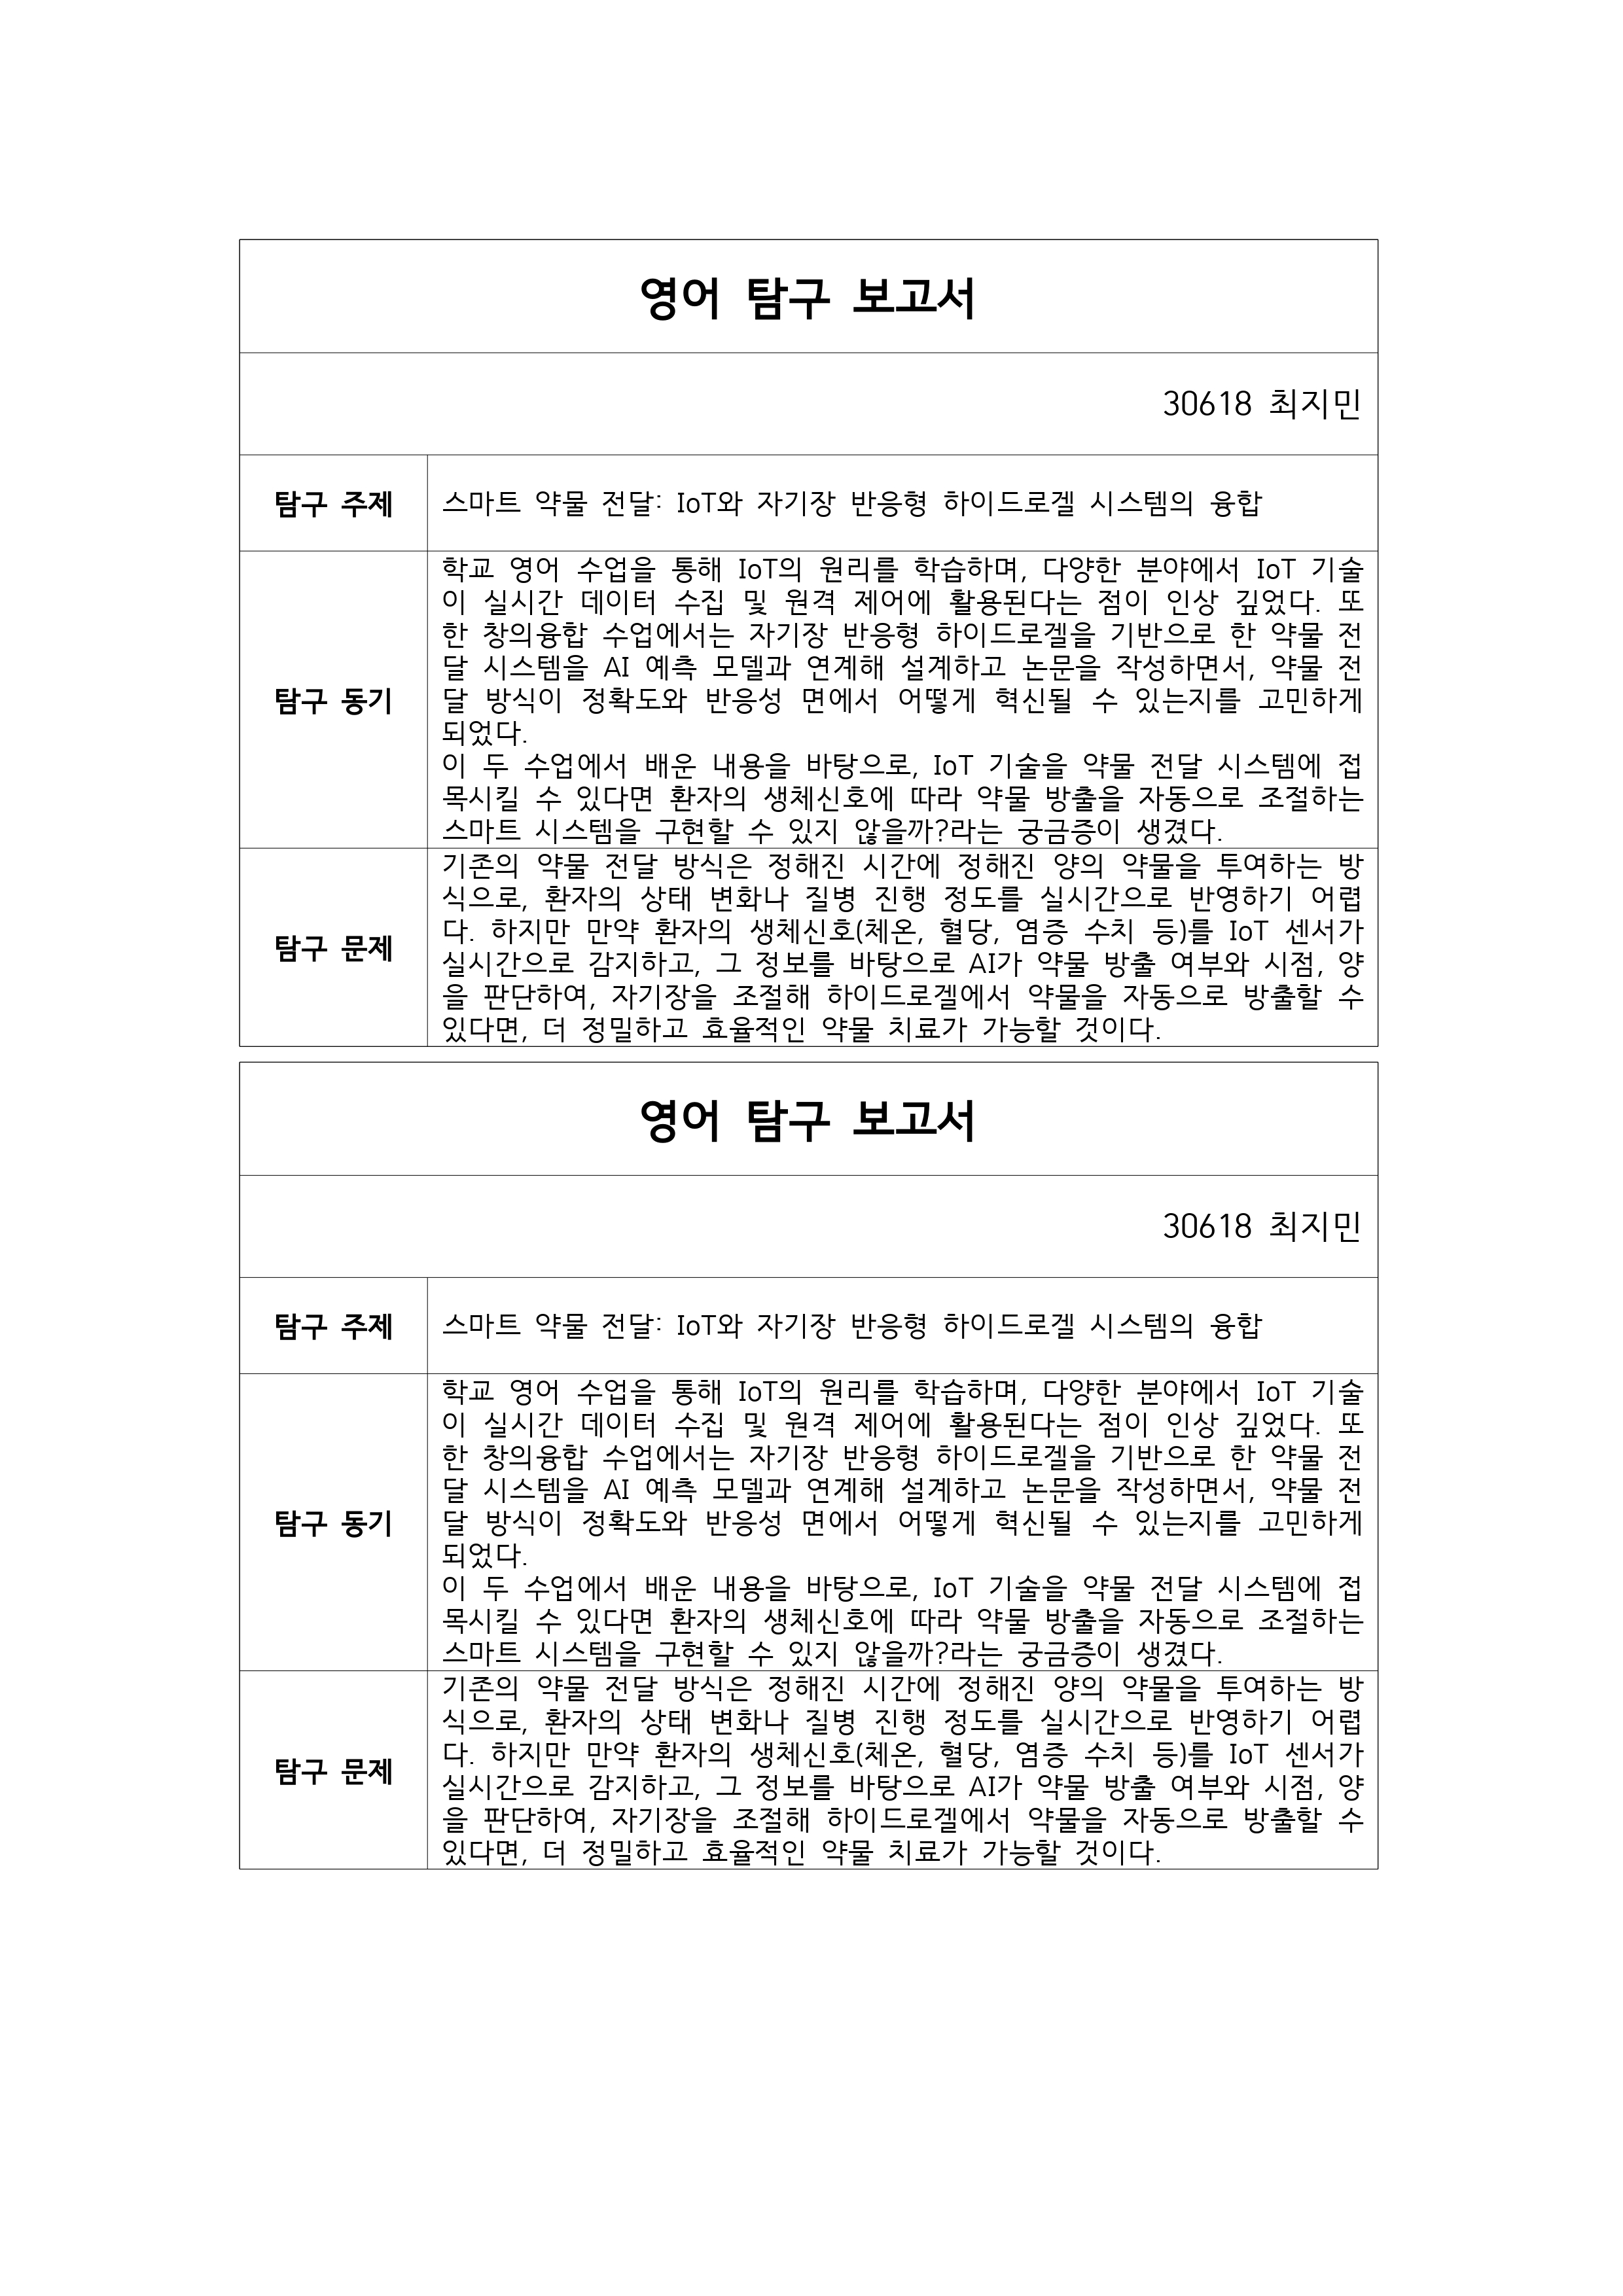 영어 탐구 보고서
30618 최지민
탐구 주제
스마트 약물 전달: IoT와 자기장 반응형 하이드로겔 시스템의 융합
탐구 동기
학교 영어 수업을 통해 IoT의 원리를 학습하며, 다양한 분야에서 IoT 기술
이 실시간 데이터 수집 및 원격 제어에 활용된다는 점이 인상 깊었다. 또
한 창의융합 수업에서는 자기장 반응형 하이드로겔을 기반으로 한 약물 전
달 시스템을 AI 예측 모델과 연계해 설계하고 논문을 작성하면서, 약물 전
달 방식이 정확도와 반응성 면에서 어떻게 혁신될 수 있는지를 고민하게
되었다.
이 두 수업에서 배운 내용을 바탕으로, IoT 기술을 약물 전달 시스템에 접
목시킬 수 있다면 환자의 생체신호에 따라 약물 방출을 자동으로 조절하는
스마트 시스템을 구현할 수 있지 않을까?라는 궁금증이 생겼다.
탐구 문제
기존의 약물 전달 방식은 정해진 시간에 정해진 양의 약물을 투여하는 방
식으로, 환자의 상태 변화나 질병 진행 정도를 실시간으로 반영하기 어렵
다. 하지만 만약 환자의 생체신호(체온, 혈당, 염증 수치 등)를 IoT 센서가
실시간으로 감지하고, 그 정보를 바탕으로 AI가 약물 방출 여부와 시점, 양
을 판단하여, 자기장을 조절해 하이드로겔에서 약물을 자동으로 방출할 수
있다면, 더 정밀하고 효율적인 약물 치료가 가능할 것이다.
영어 탐구 보고서
30618 최지민
탐구 주제
스마트 약물 전달: IoT와 자기장 반응형 하이드로겔 시스템의 융합
탐구 동기
학교 영어 수업을 통해 IoT의 원리를 학습하며, 다양한 분야에서 IoT 기술
이 실시간 데이터 수집 및 원격 제어에 활용된다는 점이 인상 깊었다. 또
한 창의융합 수업에서는 자기장 반응형 하이드로겔을 기반으로 한 약물 전
달 시스템을 AI 예측 모델과 연계해 설계하고 논문을 작성하면서, 약물 전
달 방식이 정확도와 반응성 면에서 어떻게 혁신될 수 있는지를 고민하게
되었다.
이 두 수업에서 배운 내용을 바탕으로, IoT 기술을 약물 전달 시스템에 접
목시킬 수 있다면 환자의 생체신호에 따라 약물 방출을 자동으로 조절하는
스마트 시스템을 구현할 수 있지 않을까?라는 궁금증이 생겼다.
탐구 문제
기존의 약물 전달 방식은 정해진 시간에 정해진 양의 약물을 투여하는 방
식으로, 환자의 상태 변화나 질병 진행 정도를 실시간으로 반영하기 어렵
다. 하지만 만약 환자의 생체신호(체온, 혈당, 염증 수치 등)를 IoT 센서가
실시간으로 감지하고, 그 정보를 바탕으로 AI가 약물 방출 여부와 시점, 양
을 판단하여, 자기장을 조절해 하이드로겔에서 약물을 자동으로 방출할 수
있다면, 더 정밀하고 효율적인 약물 치료가 가능할 것이다.